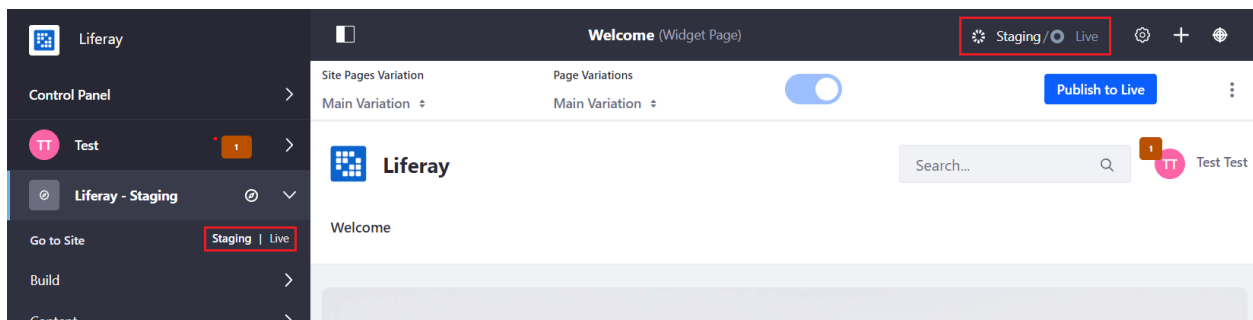 Liferay
Control Panel
TT Test 1
Liferay - Staging
Go to Site Staging | Live
Build
Content
Welcome (Widget Page) Staging / Live
Site Pages Variation Page Variations
Main Variation Main Variation Publish to Live
Liferay Search... 1 TT Test Test
Welcome